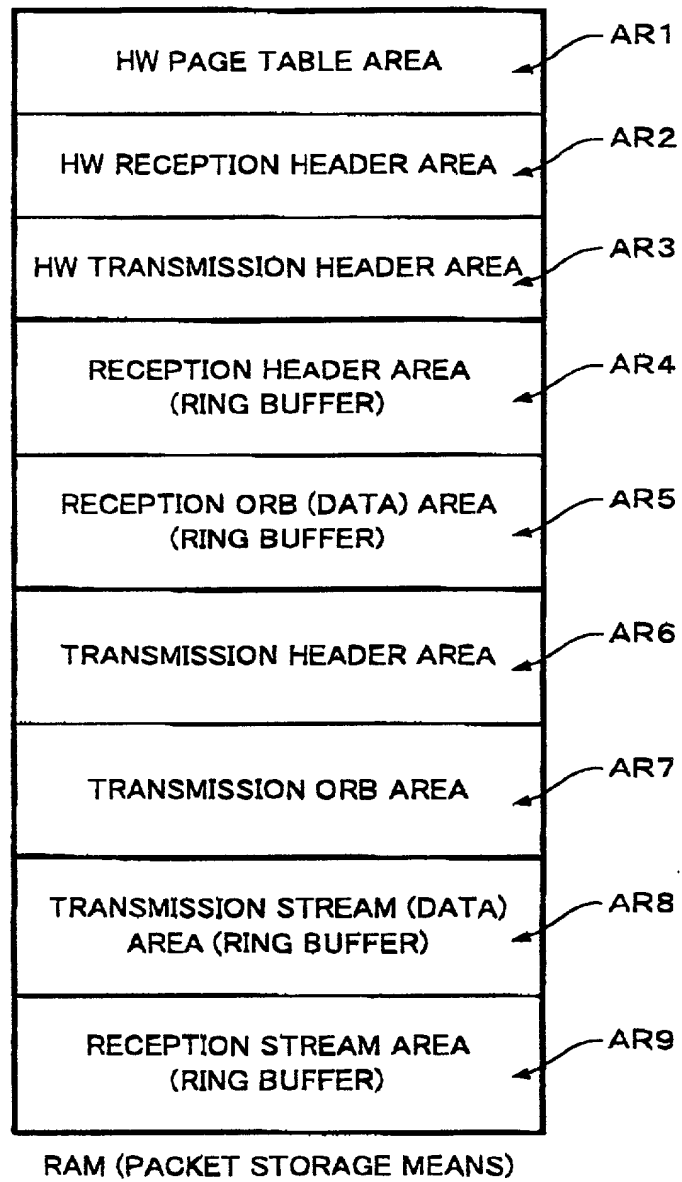 HW PAGE TABLE AREA
AR1
HW RECEPTION HEADER AREA
AR2
HW TRANSMISSION HEADER AREA
AR3
RECEPTION HEADER AREA
(RING BUFFER)
AR4
RECEPTION ORB (DATA) AREA
(RING BUFFER)
AR5
TRANSMISSION HEADER AREA
AR6
TRANSMISSION ORB AREA
AR7
TRANSMISSION STREAM (DATA)
AREA (RING BUFFER)
AR8
RECEPTION STREAM AREA
(RING BUFFER)
AR9
RAM (PACKET STORAGE MEANS)